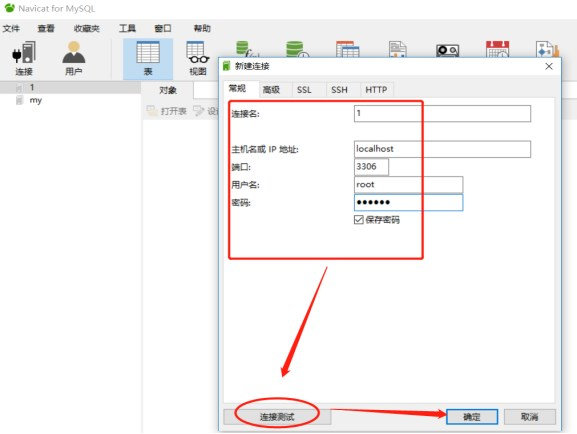 Navicat for MySQL
文件 查看 收藏夹 工具 窗口 帮助
连接 用户 表 视图
1
my
对象
打开表
新建连接
常规 高级 SSL SSH HTTP
连接名: 1
主机名或 IP 地址: localhost
端口: 3306
用户名: root
密码: ●●●●●●
保存密码
连接测试 确定 取消